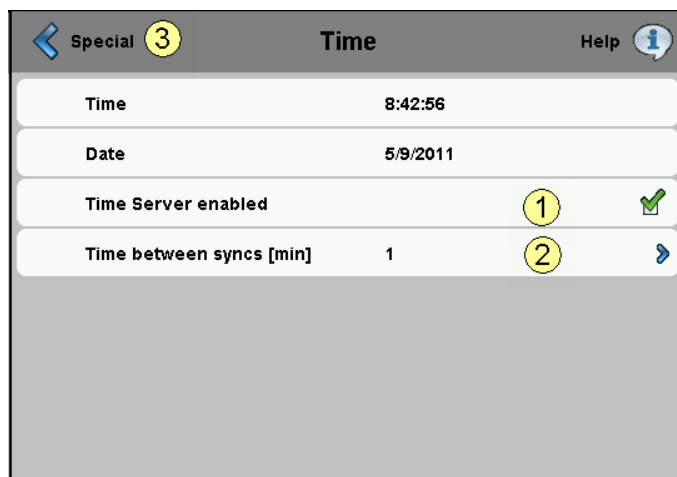 Special 3 Time Help
Time 8:42:56
Date 5/9/2011
Time Server enabled 1
Time between syncs [min] 1 2